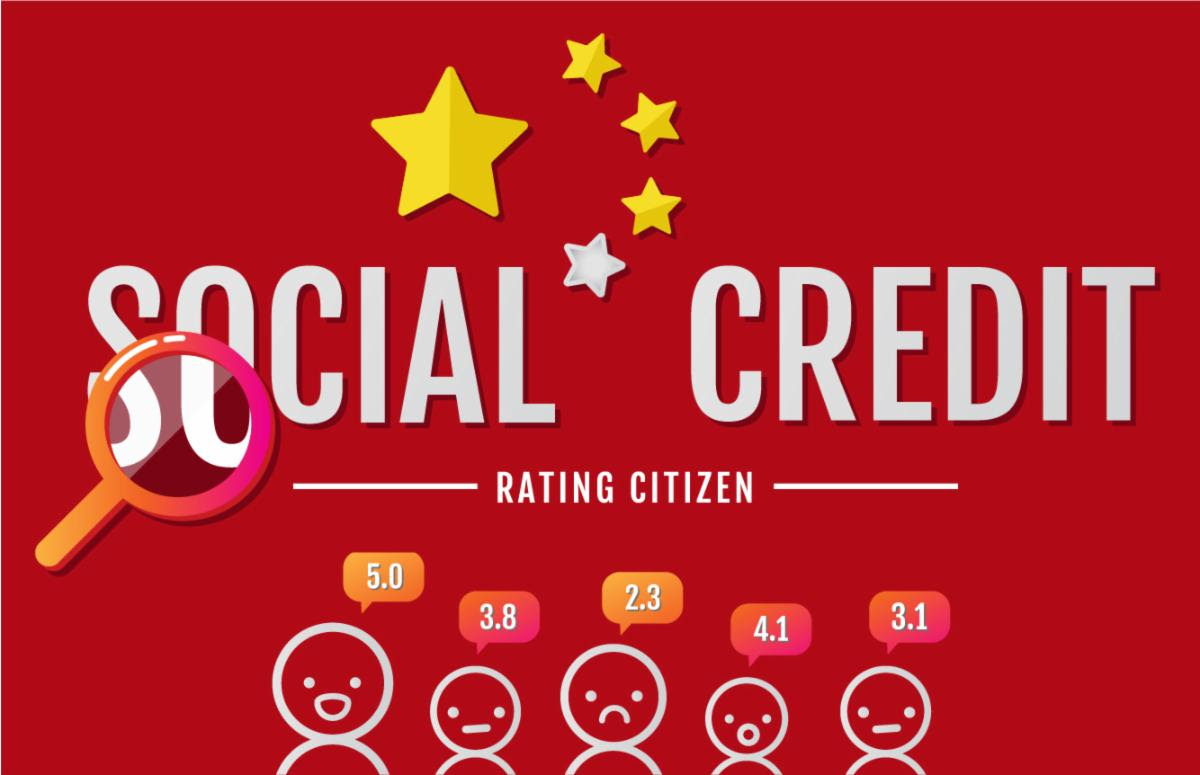 SOCIAL CREDIT
RATING CITIZEN
5.0
3.8
2.3
4.1
3.1